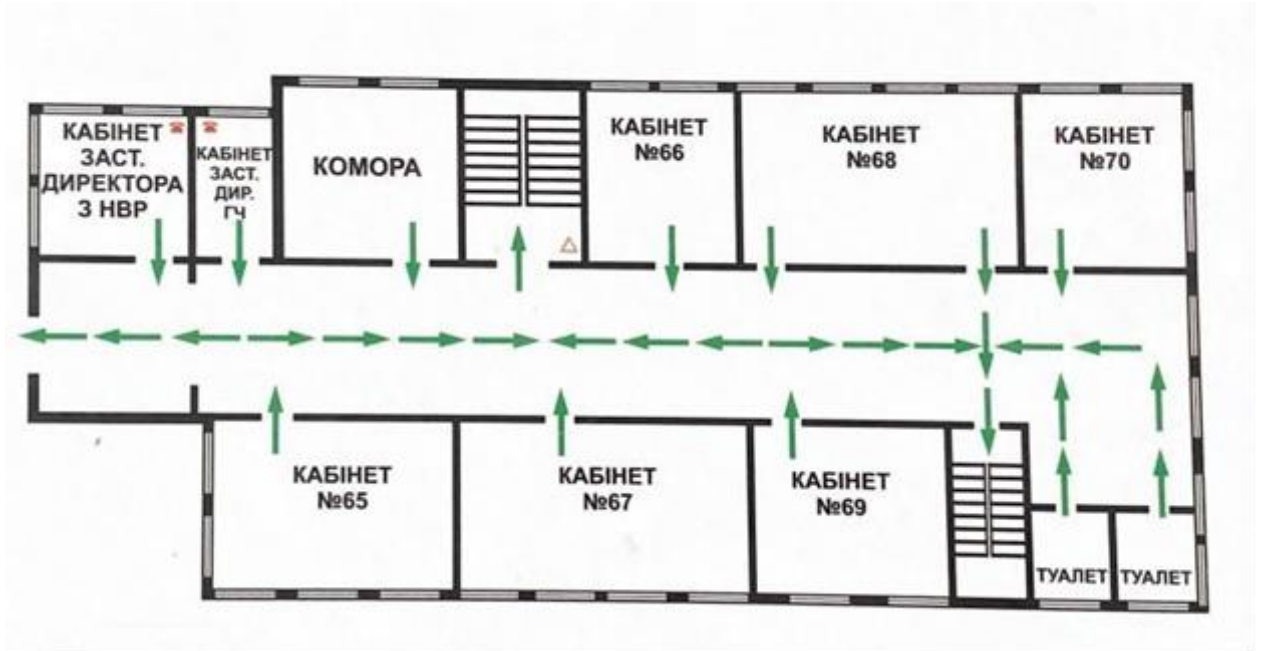 КАБІНЕТ
ЗАСТ.
ДИРЕКТОРА
З НВР
КАБІНЕТ
ЗАСТ.
ДИР.
ГЧ
КОМОРА
КАБІНЕТ
№66
КАБІНЕТ
№68
КАБІНЕТ
№70
КАБІНЕТ
№65
КАБІНЕТ
№67
КАБІНЕТ
№69
ТУАЛЕТ
ТУАЛЕТ